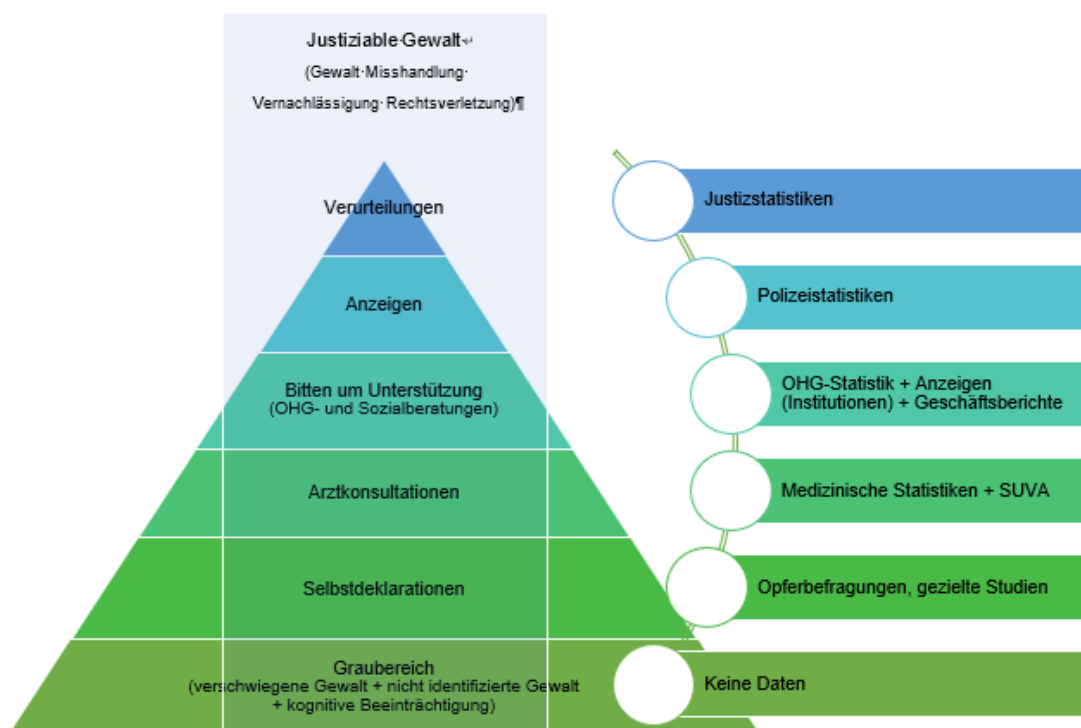 Justiziable·Gewalt↵
(Gewalt·Misshandlung·
Vernachlässigung·Rechtsverletzung)¶
Verurteilungen
Anzeigen
Bitten um Unterstützung
(OHG- und Sozialberatungen)
Arztkonsultationen
Selbstdeklarationen
Graubereich
(verschwiegene Gewalt + nicht identifizierte Gewalt
+ kognitive Beeinträchtigung)
Justizstatistiken
Polizeistatistiken
OHG-Statistik + Anzeigen
(Institutionen) + Geschäftsberichte
Medizinische Statistiken + SUVA
Opferbefragungen, gezielte Studien
Keine Daten